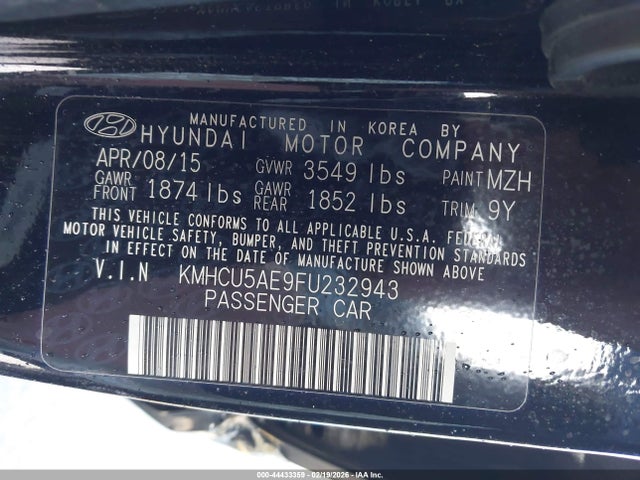 MANUFACTURED IN KOREA BY
HYUNDAI MOTOR COMPANY
APR/08/15 GVWR 3549 lbs PAINT MZH
GAWR FRONT 1874 lbs GAWR REAR 1852 lbs TRIM 9Y
THIS VEHICLE CONFORMS TO ALL APPLICABLE U.S.A. FEDERAL
MOTOR VEHICLE SAFETY, BUMPER, AND THEFT PREVENTION STANDARDS
IN EFFECT ON THE DATE OF MANUFACTURE SHOWN ABOVE
V.I.N KMHCU5AE9FU232943
PASSENGER CAR
000-44433359 - 02/19/2026 - IAA Inc.